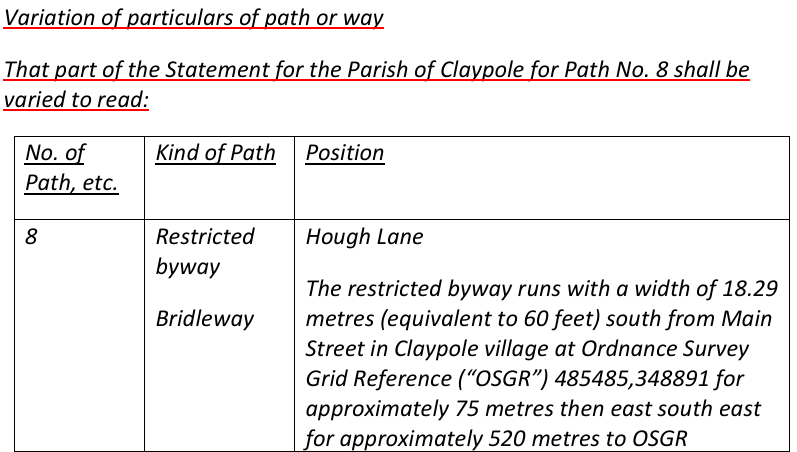 Variation of particulars of path or way
That part of the Statement for the Parish of Claypole for Path No. 8 shall be
varied to read:
No. of
Path, etc.
Kind of Path
Position
8
Restricted
byway
Bridleway
Hough Lane
The restricted byway runs with a width of 18.29
metres (equivalent to 60 feet) south from Main
Street in Claypole village at Ordnance Survey
Grid Reference (“OSGR”) 485485,348891 for
approximately 75 metres then east south east
for approximately 520 metres to OSGR